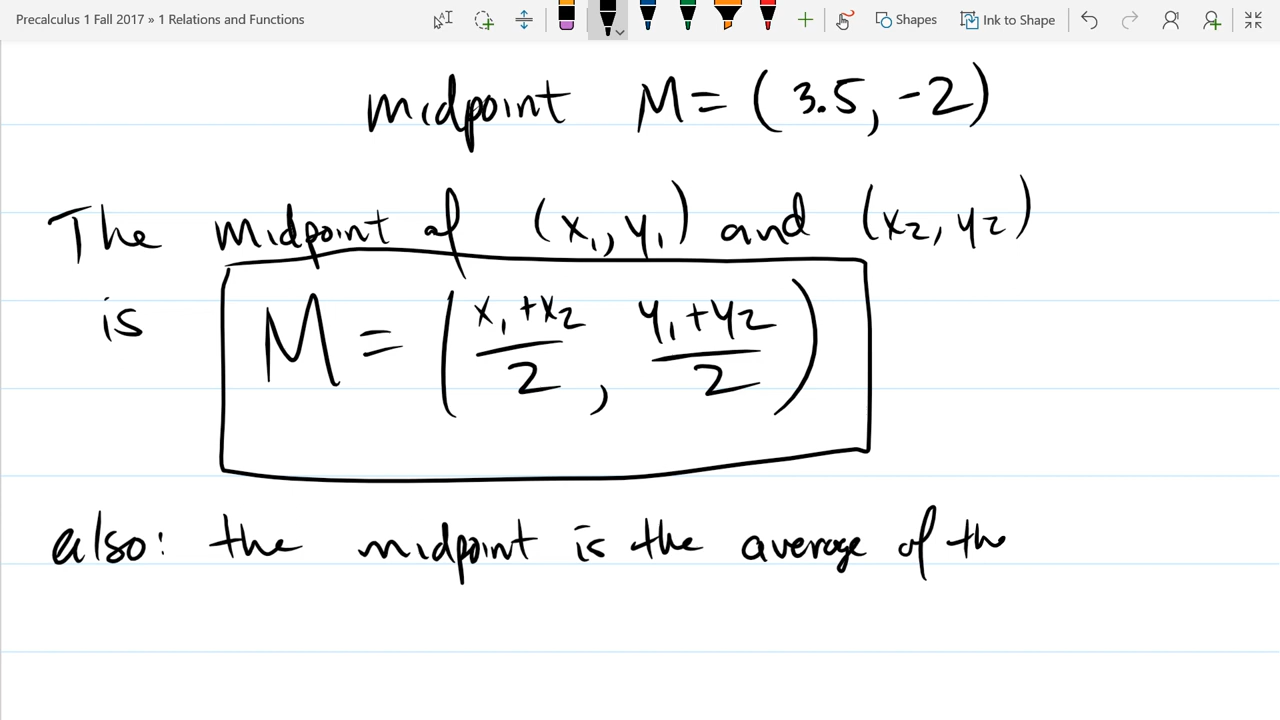 Precalculus 1 Fall 2017 » 1 Relations and Functions
Shapes
Ink to Shape
midpoint M = (3.5, -2)
The midpoint of (x₁, y₁) and (x₂, y₂)
is M = ( x₁+x₂ / 2 , y₁+y₂ / 2 )
also: the midpoint is the average of the